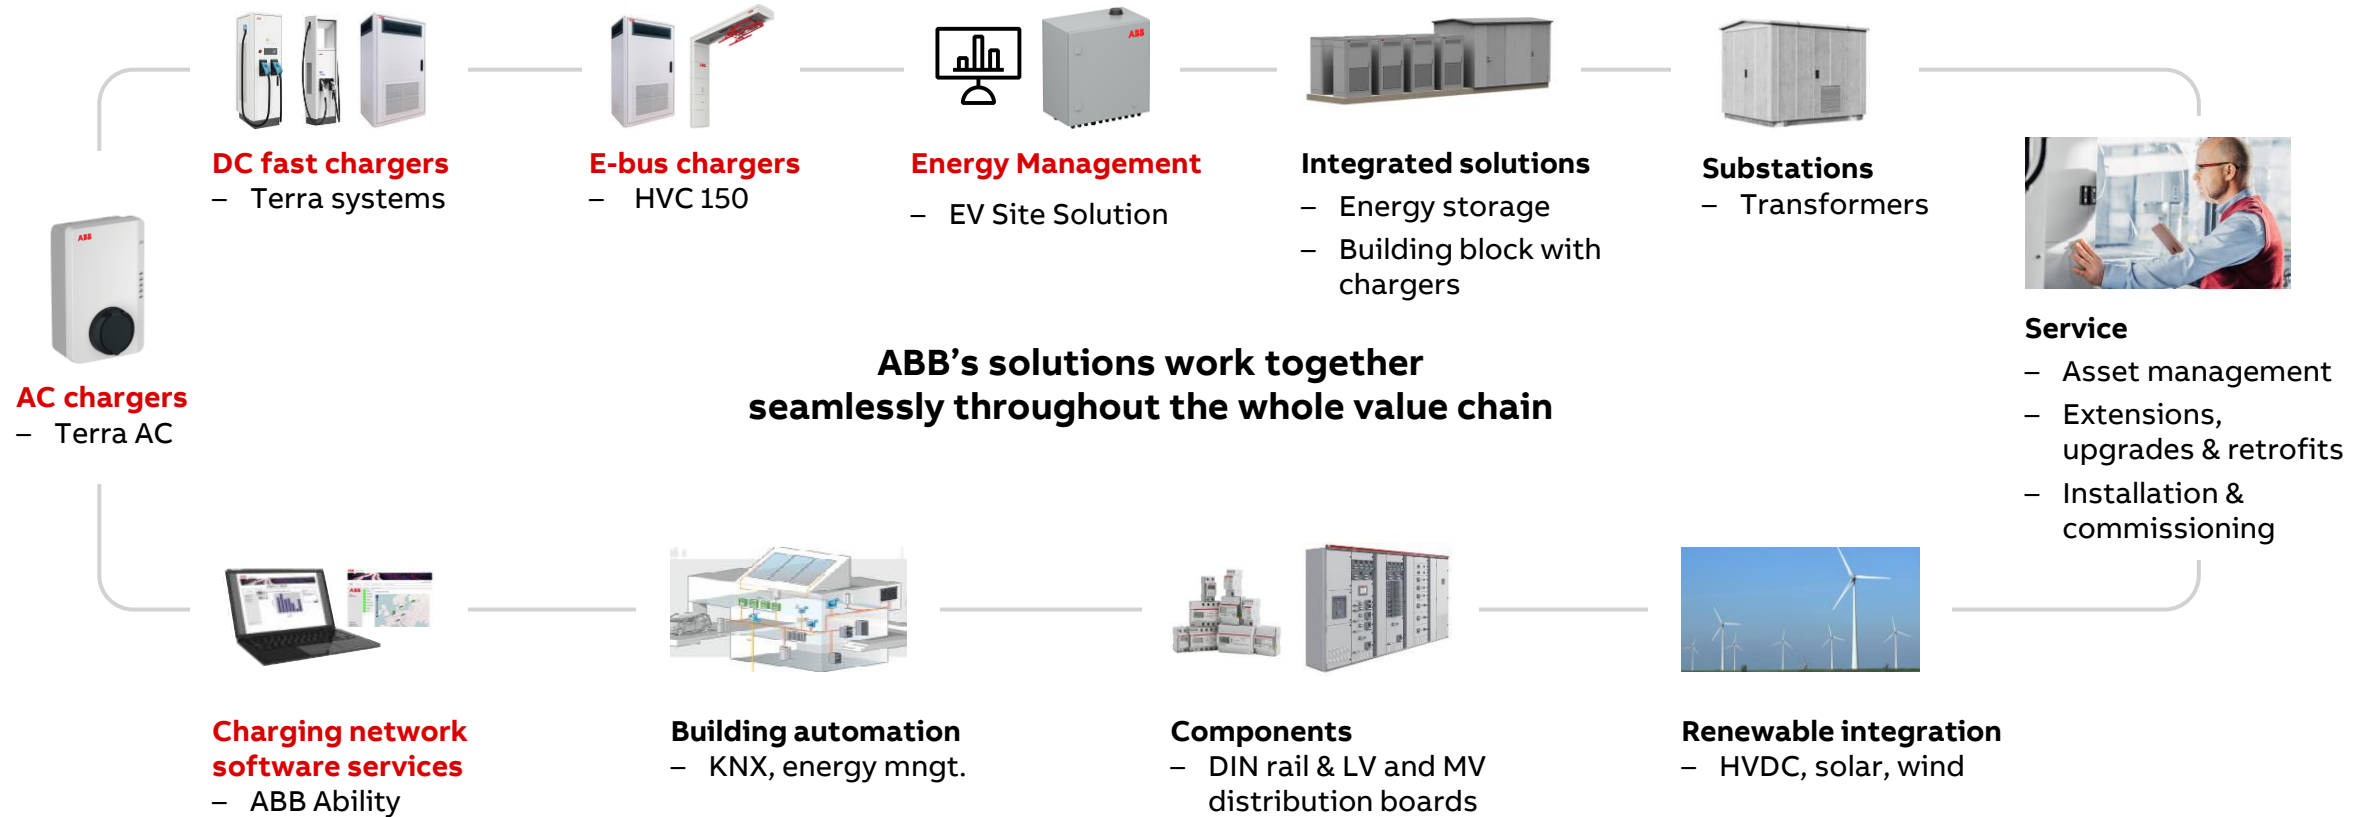 DC fast chargers
– Terra systems
E-bus chargers
– HVC 150
ABB
Energy Management
– EV Site Solution
Integrated solutions
– Energy storage
– Building block with
chargers
Substations
– Transformers
ABB
AC chargers
– Terra AC
ABB’s solutions work together
seamlessly throughout the whole value chain
Service
– Asset management
– Extensions,
upgrades & retrofits
– Installation &
commissioning
ABB
Charging network
software services
– ABB Ability
Building automation
– KNX, energy mngt.
Components
– DIN rail & LV and MV
distribution boards
Renewable integration
– HVDC, solar, wind